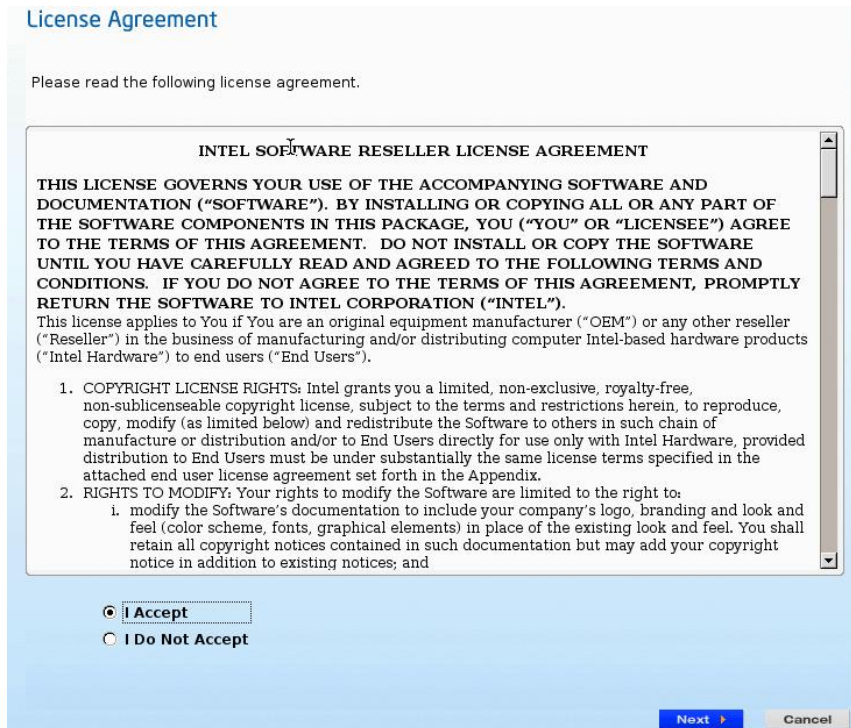 License Agreement
Please read the following license agreement.
INTEL SOFTWARE RESELLER LICENSE AGREEMENT
THIS LICENSE GOVERNS YOUR USE OF THE ACCOMPANYING SOFTWARE AND
DOCUMENTATION (“SOFTWARE”). BY INSTALLING OR COPYING ALL OR ANY PART OF
THE SOFTWARE COMPONENTS IN THIS PACKAGE, YOU (“YOU” OR “LICENSEE”) AGREE
TO THE TERMS OF THIS AGREEMENT. DO NOT INSTALL OR COPY THE SOFTWARE
UNTIL YOU HAVE CAREFULLY READ AND AGREED TO THE FOLLOWING TERMS AND
CONDITIONS. IF YOU DO NOT AGREE TO THE TERMS OF THIS AGREEMENT, PROMPTLY
RETURN THE SOFTWARE TO INTEL CORPORATION (“INTEL”).
This license applies to You if You are an original equipment manufacturer (“OEM”) or any other reseller
(“Reseller”) in the business of manufacturing and/or distributing computer Intel-based hardware products
(“Intel Hardware”) to end users (“End Users”).
1. COPYRIGHT LICENSE RIGHTS: Intel grants you a limited, non-exclusive, royalty-free,
non-sublicenseable copyright license, subject to the terms and restrictions herein, to reproduce,
copy, modify (as limited below) and redistribute the Software to others in such chain of
manufacture or distribution and/or to End Users directly for use only with Intel Hardware, provided
distribution to End Users must be under substantially the same license terms specified in the
attached end user license agreement set forth in the Appendix.
2. RIGHTS TO MODIFY: Your rights to modify the Software are limited to the right to:
i. modify the Software’s documentation to include your company’s logo, branding and look and
feel (color scheme, fonts, graphical elements) in place of the existing look and feel. You shall
retain all copyright notices contained in such documentation but may add your copyright
notice in addition to existing notices; and
I Accept
I Do Not Accept
Next
Cancel